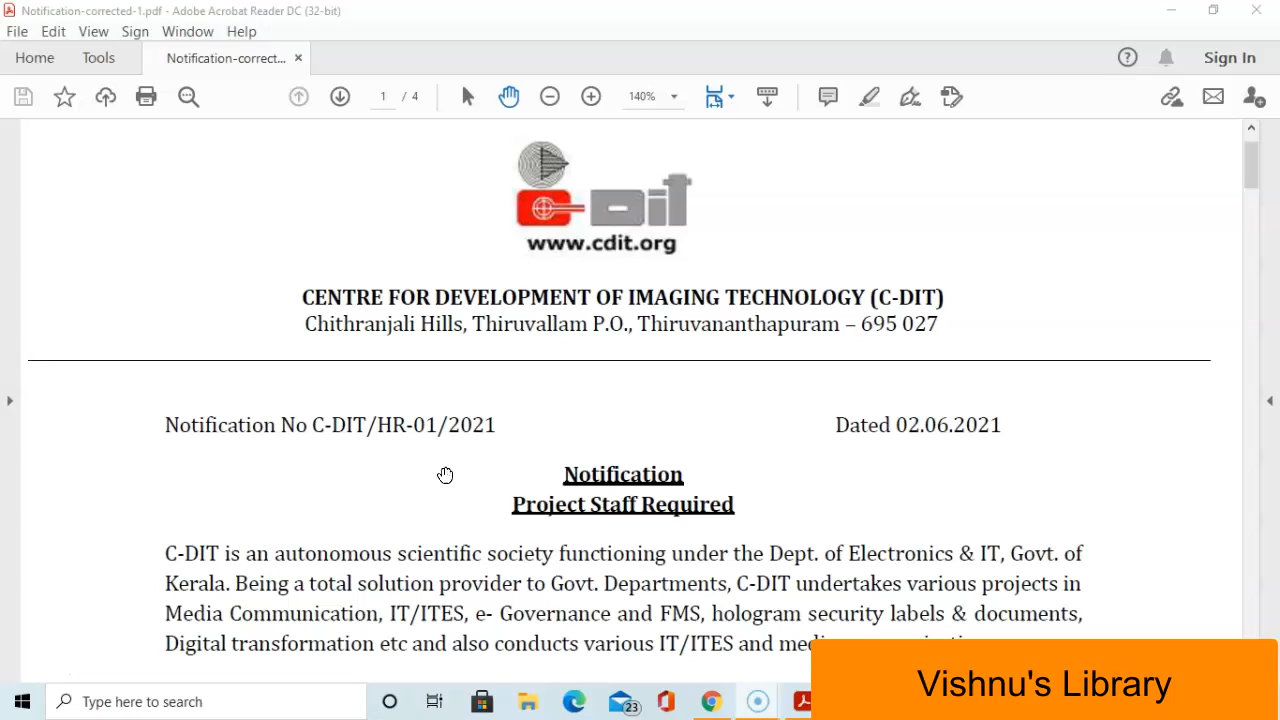 Notification-corrected-1.pdf - Adobe Acrobat Reader DC (32-bit)
File Edit View Sign Window Help
Home Tools Notification-correct... × Sign In
1 / 4 140%
C-DIT
www.cdit.org
CENTRE FOR DEVELOPMENT OF IMAGING TECHNOLOGY (C-DIT)
Chithranjali Hills, Thiruvallam P.O., Thiruvananthapuram – 695 027
Notification No C-DIT/HR-01/2021 Dated 02.06.2021
Notification
Project Staff Required
C-DIT is an autonomous scientific society functioning under the Dept. of Electronics & IT, Govt. of
Kerala. Being a total solution provider to Govt. Departments, C-DIT undertakes various projects in
Media Communication, IT/ITES, e- Governance and FMS, hologram security labels & documents,
Digital transformation etc and also conducts various IT/ITES and
Vishnu's Library
Type here to search 23